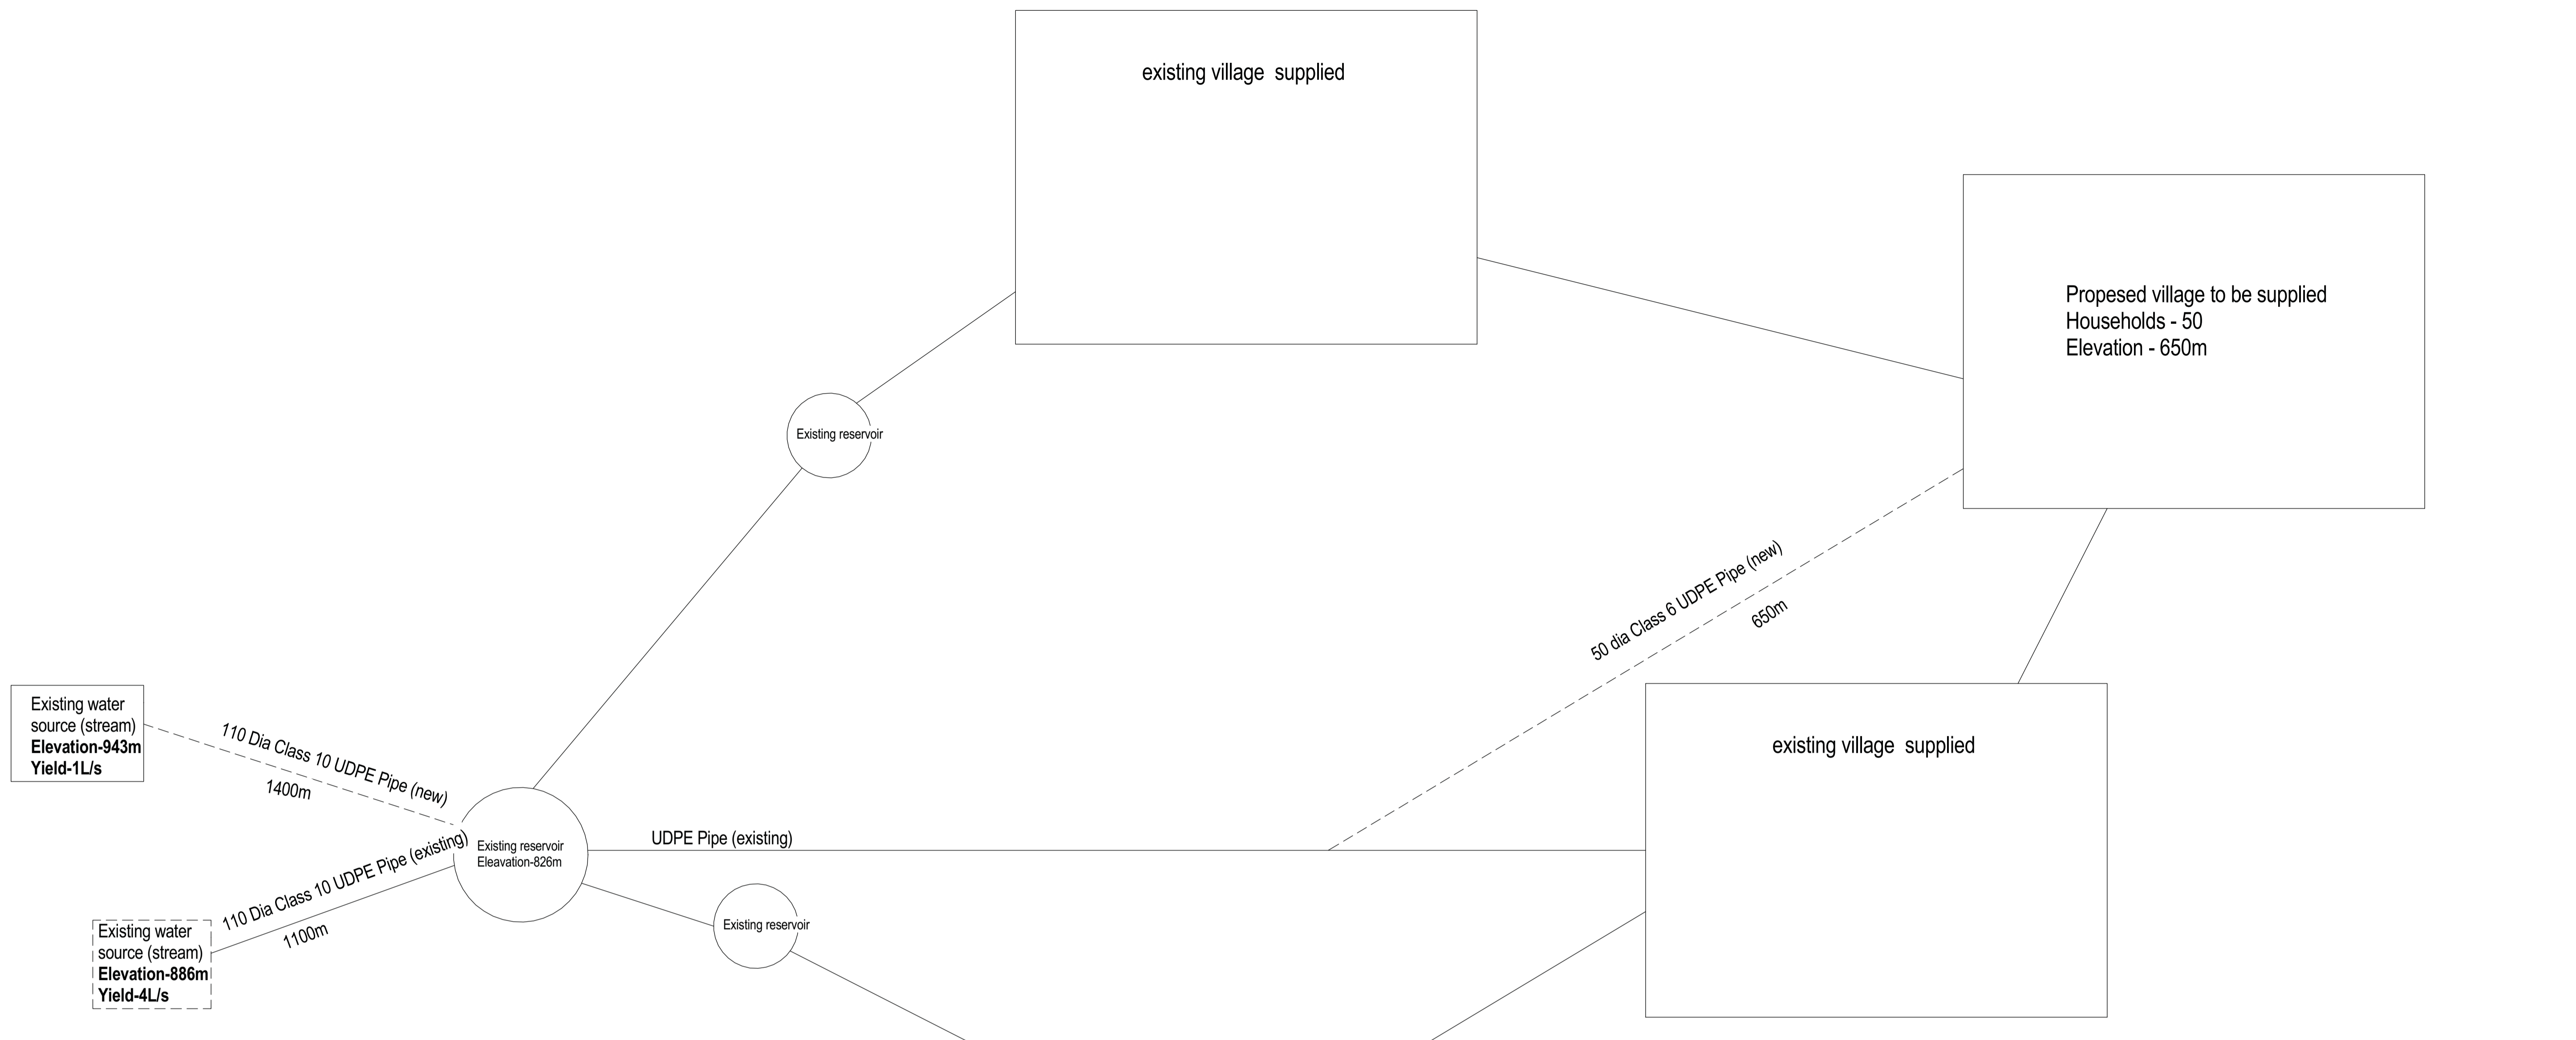 existing village  supplied
Propesed village to be supplied
Households - 50
Elevation - 650m
Existing reservoir
50 dia Class 6 UDPE Pipe (new)
650m
Existing water
source (stream)
Elevation-943m
Yield-1L/s
110 Dia Class 10 UDPE Pipe (new)
1400m
existing village  supplied
UDPE Pipe (existing)
Existing reservoir
Eleavation-826m
110 Dia Class 10 UDPE Pipe (existing)
1100m
Existing reservoir
Existing water
source (stream)
Elevation-886m
Yield-4L/s